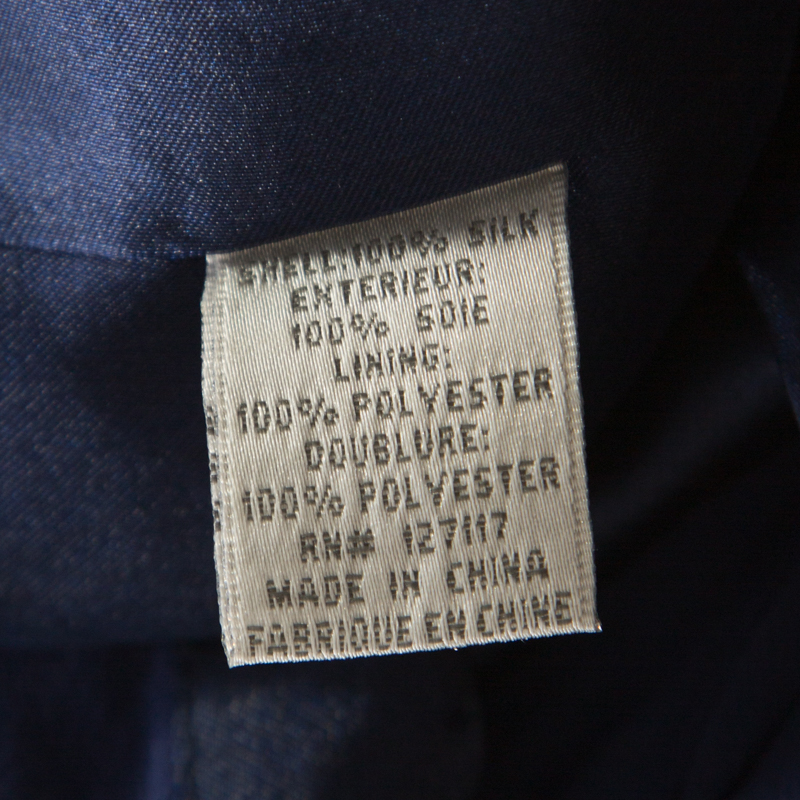 SHELL:100% SILK
EXTERIEUR:
100% SOIE
LINING:
100% POLYESTER
DOUBLURE:
100% POLYESTER
RN# 127117
MADE IN CHINA
FABRIQUE EN CHINE